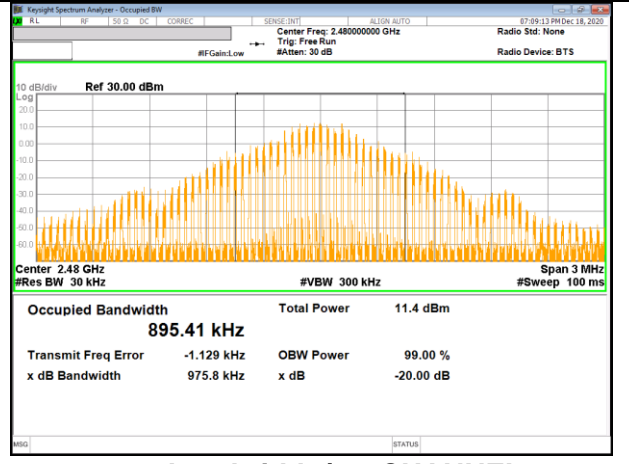 Keysight Spectrum Analyzer - Occupied BW
RL RF 50 Ω DC CORREC SENSE:INT ALIGN AUTO 07:09:13 PM Dec 18, 2020
Center Freq: 2.480000000 GHz Radio Std: None
Trig: Free Run
#IFGain:Low #Atten: 30 dB Radio Device: BTS
10 dB/div Ref 30.00 dBm
Log
20.0
10.0
0.00
-10.0
-20.0
-30.0
-40.0
-50.0
-60.0
Center 2.48 GHz Span 3 MHz
#Res BW 30 kHz #VBW 300 kHz #Sweep 100 ms
Occupied Bandwidth Total Power 11.4 dBm
895.41 kHz
Transmit Freq Error -1.129 kHz OBW Power 99.00 %
x dB Bandwidth 975.8 kHz x dB -20.00 dB
MSG STATUS